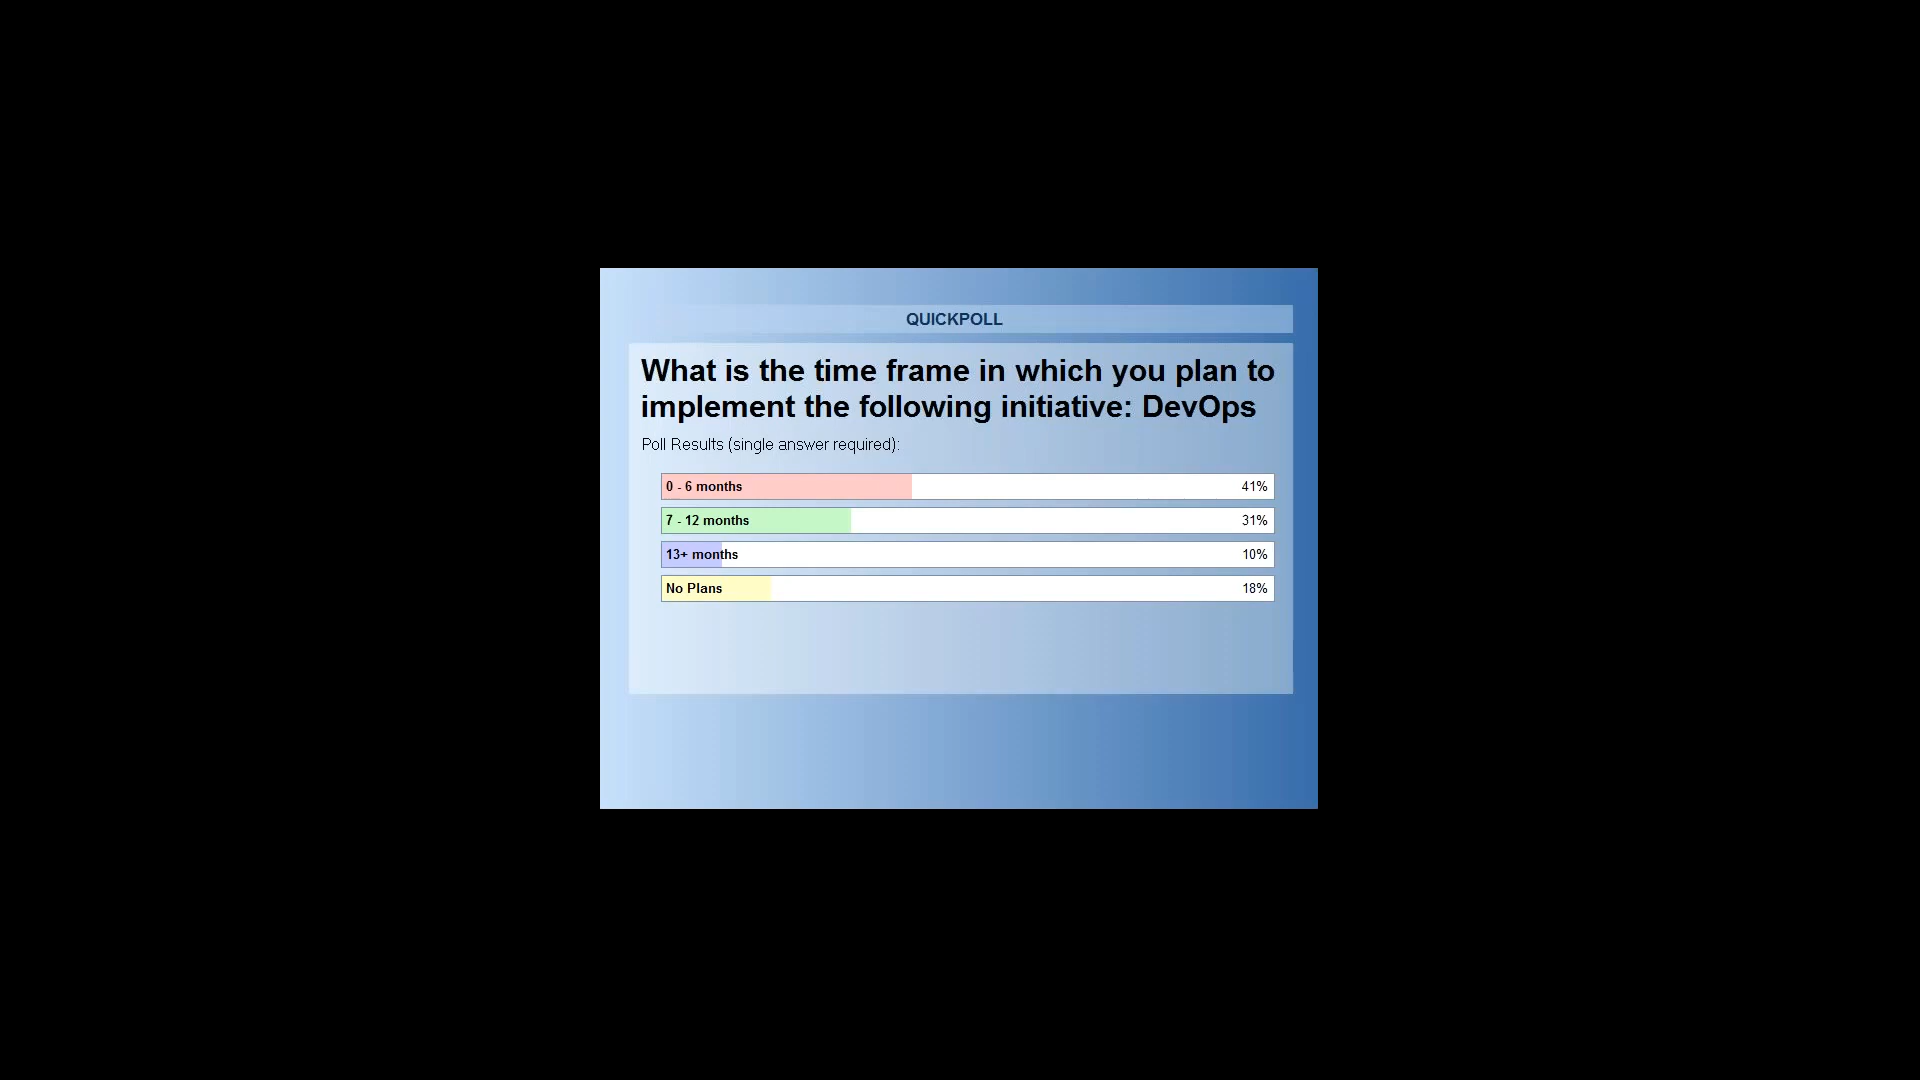 QUICKPOLL
What is the time frame in which you plan to
implement the following initiative: DevOps
Poll Results (single answer required):
0 - 6 months 41%
7 - 12 months 31%
13+ months 10%
No Plans 18%